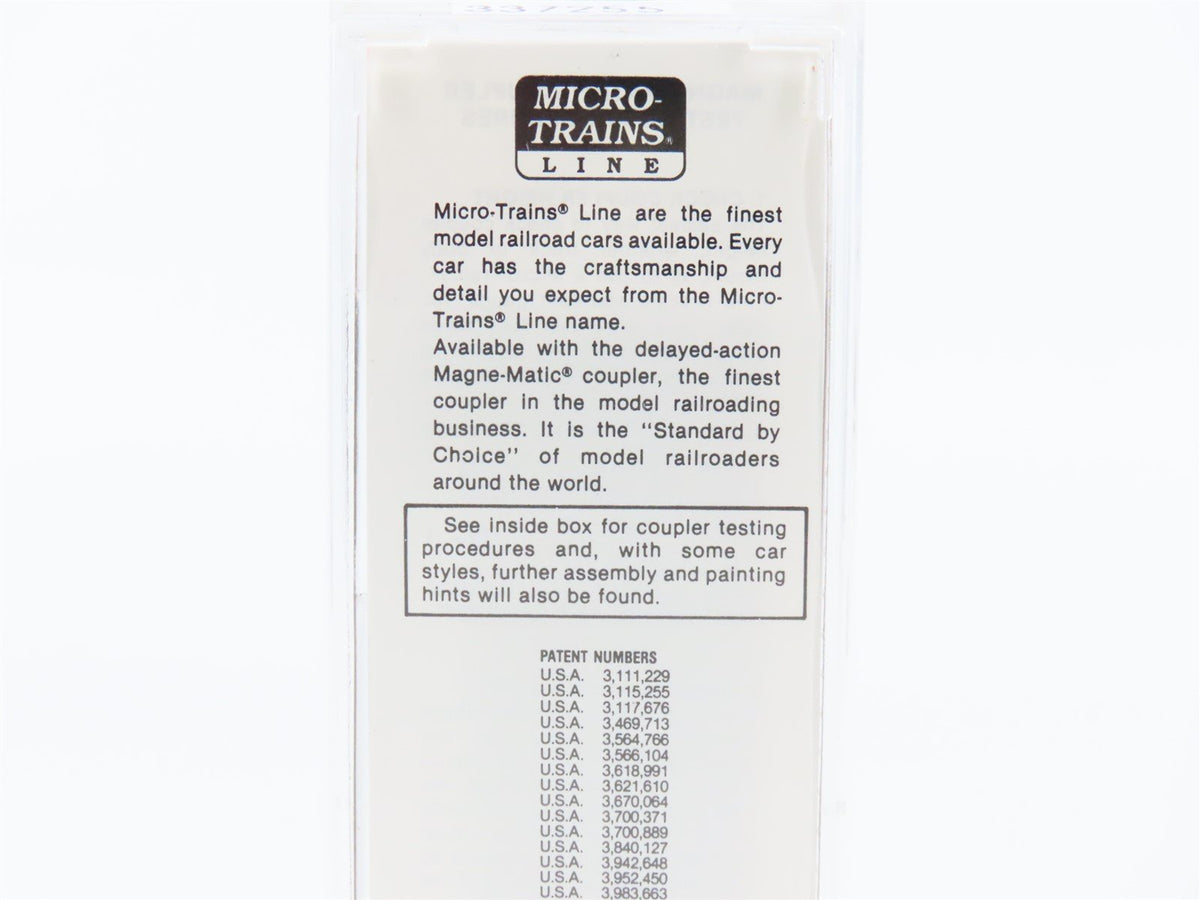 337255
MICRO-
TRAINS®
LINE
Micro-Trains® Line are the finest
model railroad cars available. Every
car has the craftsmanship and
detail you expect from the Micro-
Trains® Line name.
Available with the delayed-action
Magne-Matic® coupler, the finest
coupler in the model railroading
business. It is the "Standard by
Choice" of model railroaders
around the world.
See inside box for coupler testing
procedures and, with some car
styles, further assembly and painting
hints will also be found.
PATENT NUMBERS
U.S.A. 3,111,229
U.S.A. 3,115,255
U.S.A. 3,117,676
U.S.A. 3,469,713
U.S.A. 3,564,766
U.S.A. 3,566,104
U.S.A. 3,618,991
U.S.A. 3,621,610
U.S.A. 3,670,064
U.S.A. 3,700,371
U.S.A. 3,700,889
U.S.A. 3,840,127
U.S.A. 3,942,648
U.S.A. 3,952,450
U.S.A. 3,983,663